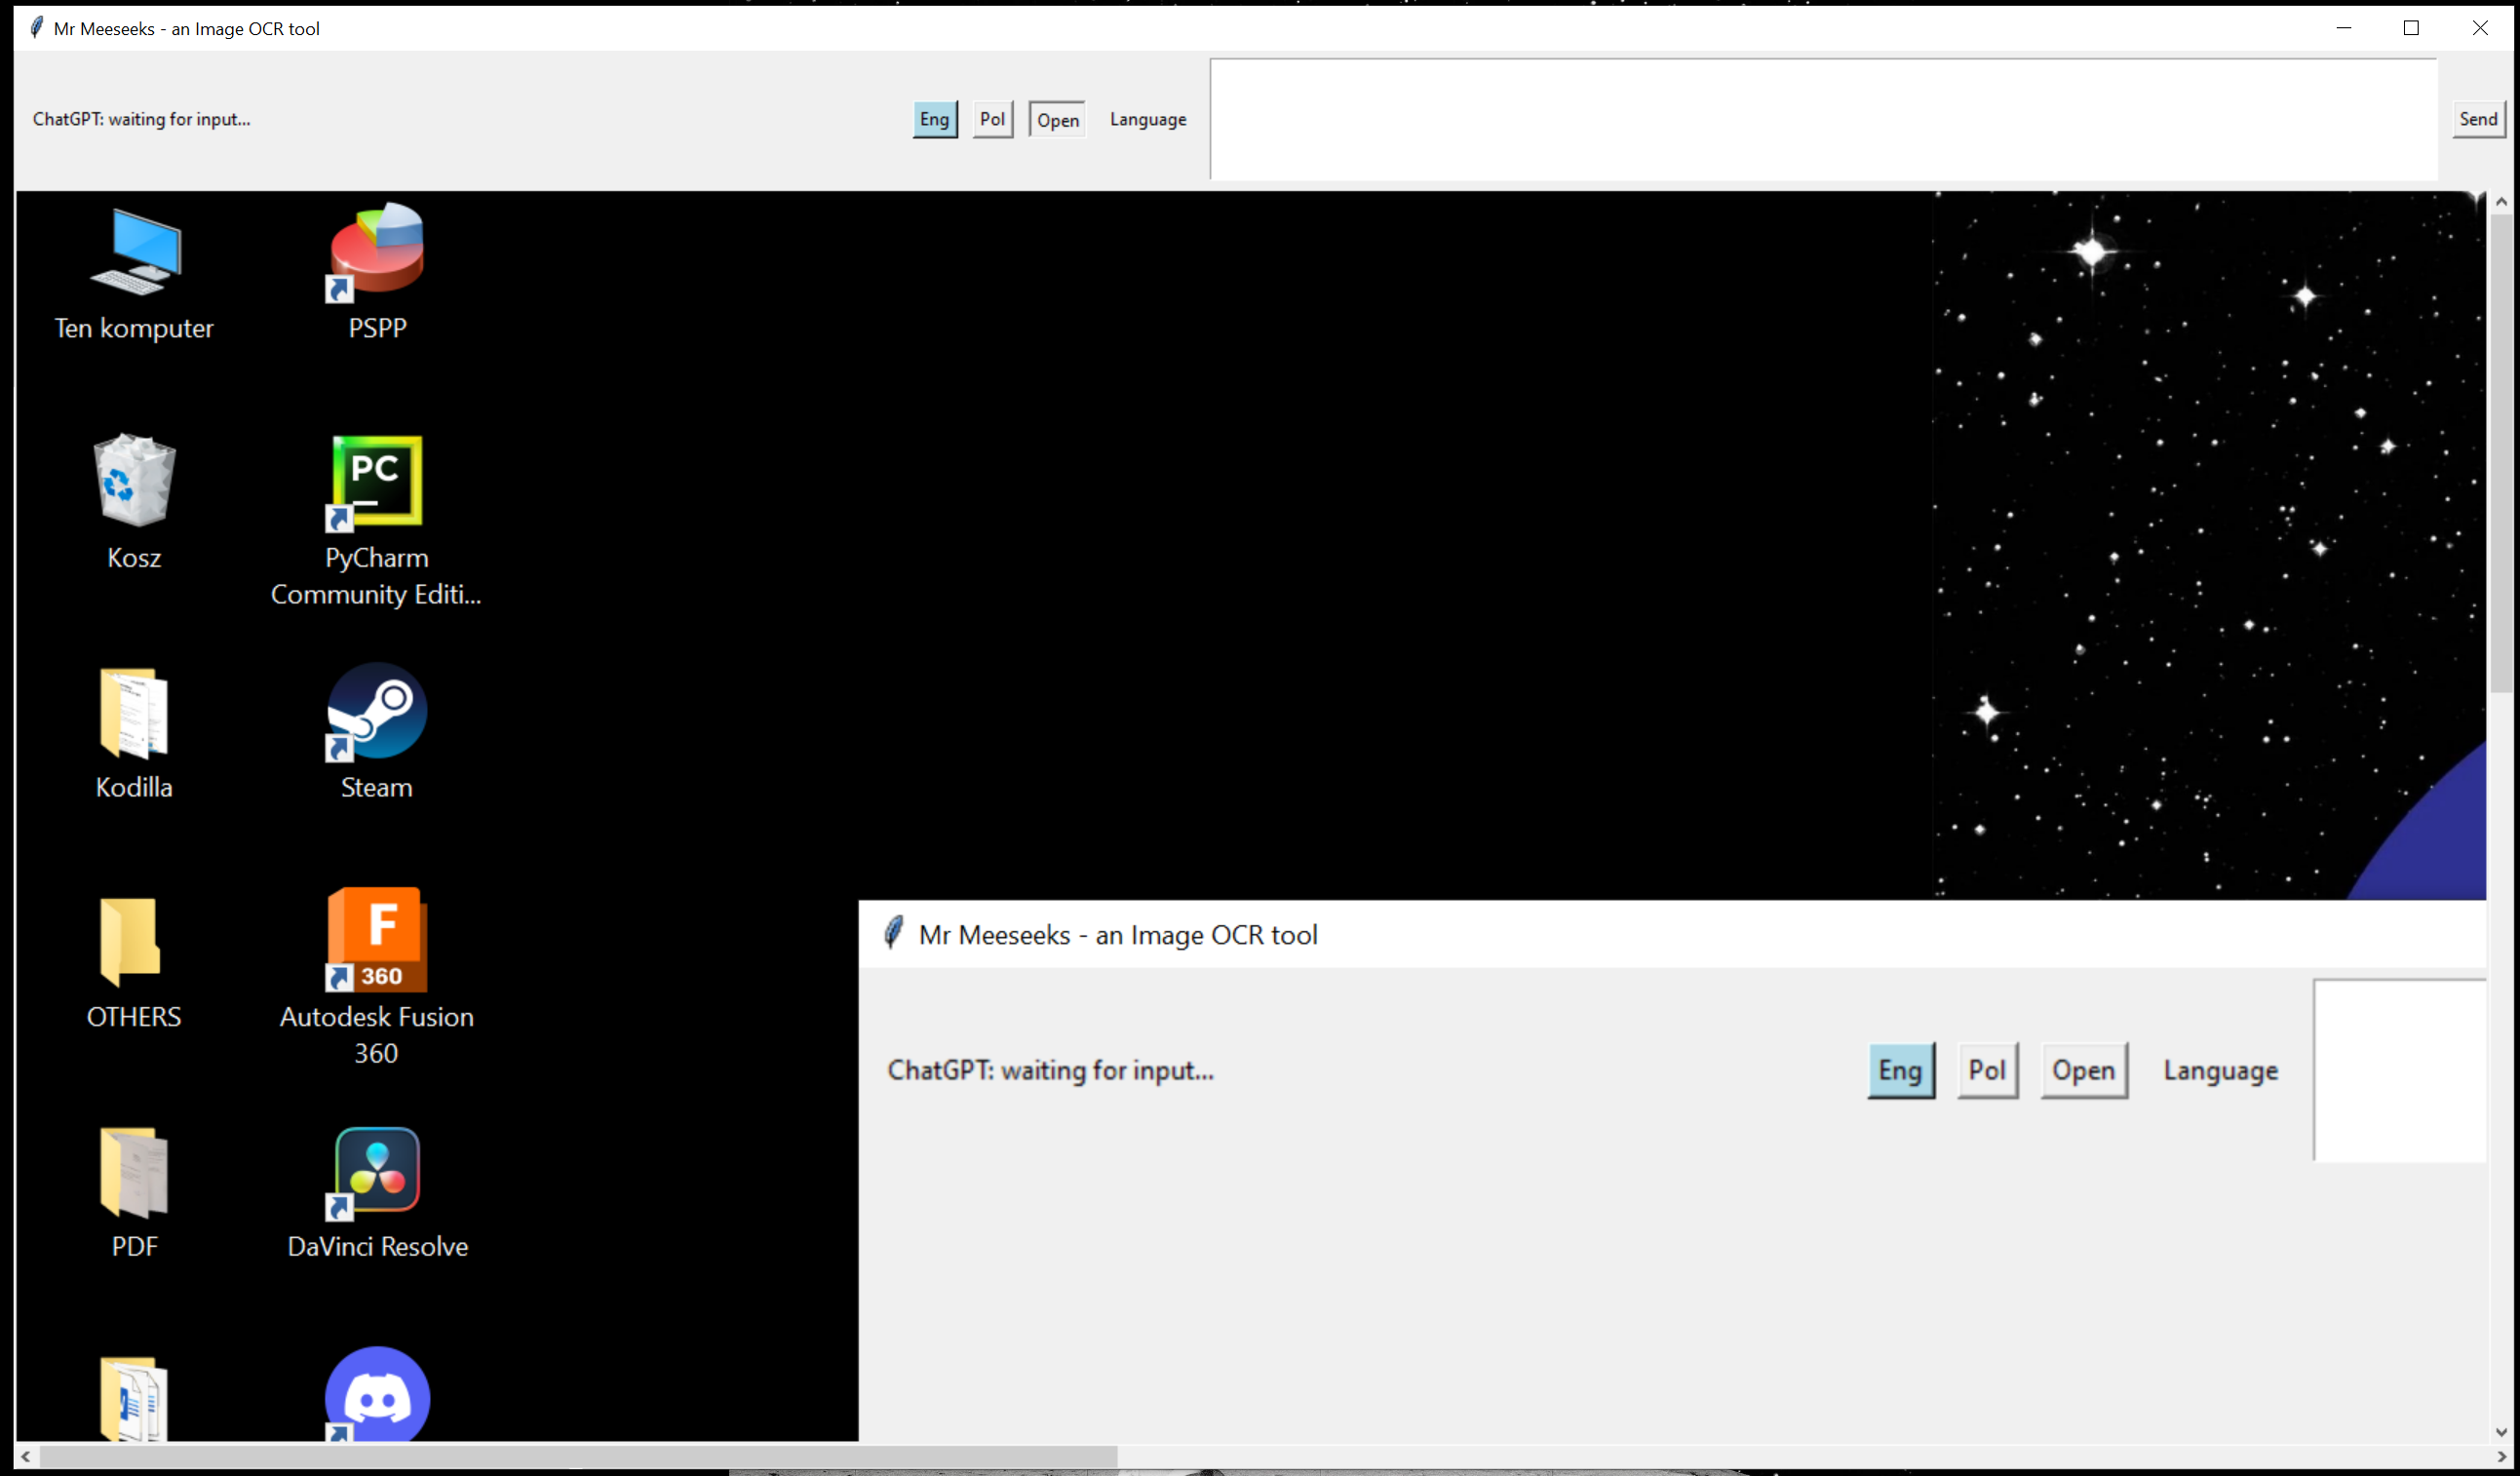 Mr Meeseeks - an Image OCR tool
ChatGPT: waiting for input...
Eng
Pol
Open
Language
Send
Ten komputer
PSPP
Kosz
PC
PyCharm
Community Editi...
Kodilla
Steam
OTHERS
F
360
Autodesk Fusion
360
PDF
DaVinci Resolve
W
Mr Meeseeks - an Image OCR tool
ChatGPT: waiting for input...
Eng
Pol
Open
Language